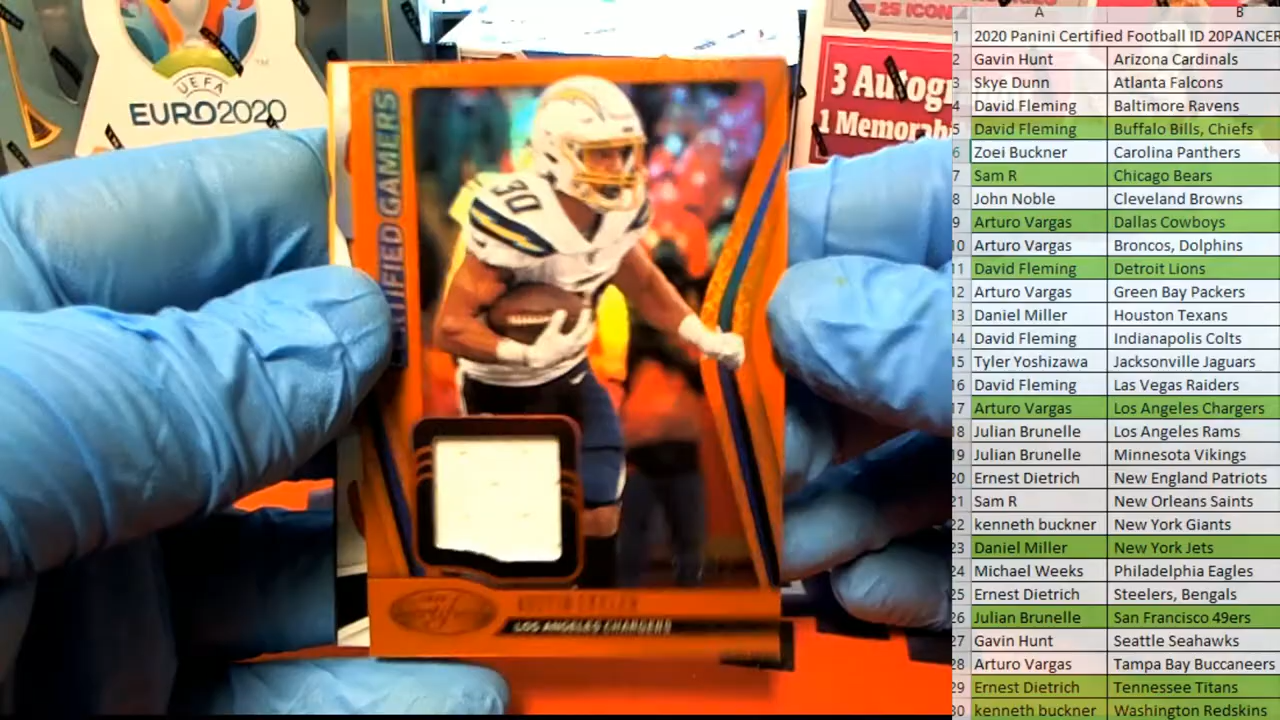 25 ICON
UEFA
EURO2020
TM
3 Autogr
1 Memorab
CERTIFIED GAMERS
30
AUSTIN EKELER
LOS ANGELES CHARGERS
A B
1 2020 Panini Certified Football ID 20PANCER
2 Gavin Hunt Arizona Cardinals
3 Skye Dunn Atlanta Falcons
4 David Fleming Baltimore Ravens
5 David Fleming Buffalo Bills, Chiefs
6 Zoei Buckner Carolina Panthers
7 Sam R Chicago Bears
8 John Noble Cleveland Browns
9 Arturo Vargas Dallas Cowboys
10 Arturo Vargas Broncos, Dolphins
11 David Fleming Detroit Lions
12 Arturo Vargas Green Bay Packers
13 Daniel Miller Houston Texans
14 David Fleming Indianapolis Colts
15 Tyler Yoshizawa Jacksonville Jaguars
16 David Fleming Las Vegas Raiders
17 Arturo Vargas Los Angeles Chargers
18 Julian Brunelle Los Angeles Rams
19 Julian Brunelle Minnesota Vikings
20 Ernest Dietrich New England Patriots
21 Sam R New Orleans Saints
22 kenneth buckner New York Giants
23 Daniel Miller New York Jets
24 Michael Weeks Philadelphia Eagles
25 Ernest Dietrich Steelers, Bengals
26 Julian Brunelle San Francisco 49ers
27 Gavin Hunt Seattle Seahawks
28 Arturo Vargas Tampa Bay Buccaneers
29 Ernest Dietrich Tennessee Titans
30 kenneth buckner Washington Redskins